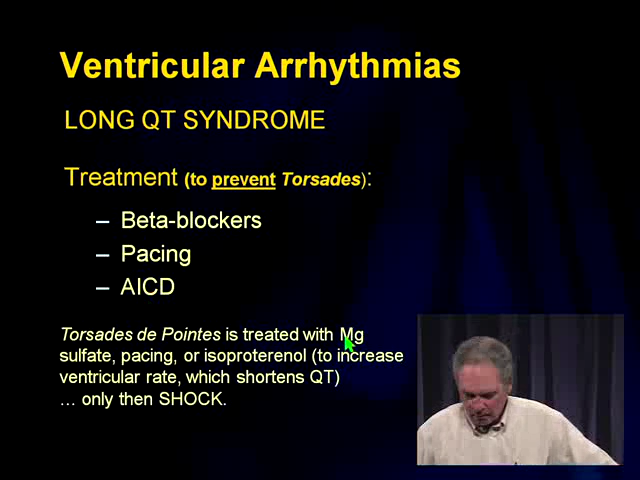 Ventricular Arrhythmias
LONG QT SYNDROME
Treatment (to prevent Torsades):
– Beta-blockers
– Pacing
– AICD
Torsades de Pointes is treated with Mg
sulfate, pacing, or isoproterenol (to increase
ventricular rate, which shortens QT)
… only then SHOCK.